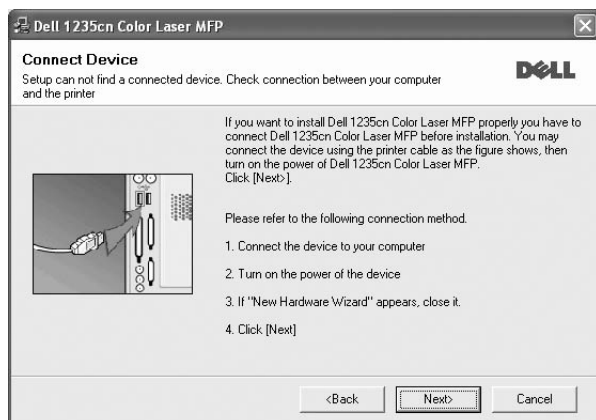 Dell 1235cn Color Laser MFP
Connect Device
Setup can not find a connected device. Check connection between your computer
and the printer
DELL
If you want to install Dell 1235cn Color Laser MFP properly you have to
connect Dell 1235cn Color Laser MFP before installation. You may
connect the device using the printer cable as the figure shows, then
turn on the power of Dell 1235cn Color Laser MFP.
Click [Next>].
Please refer to the following connection method.
1. Connect the device to your computer
2. Turn on the power of the device
3. If "New Hardware Wizard" appears, close it.
4. Click [Next]
<Back
Next>
Cancel